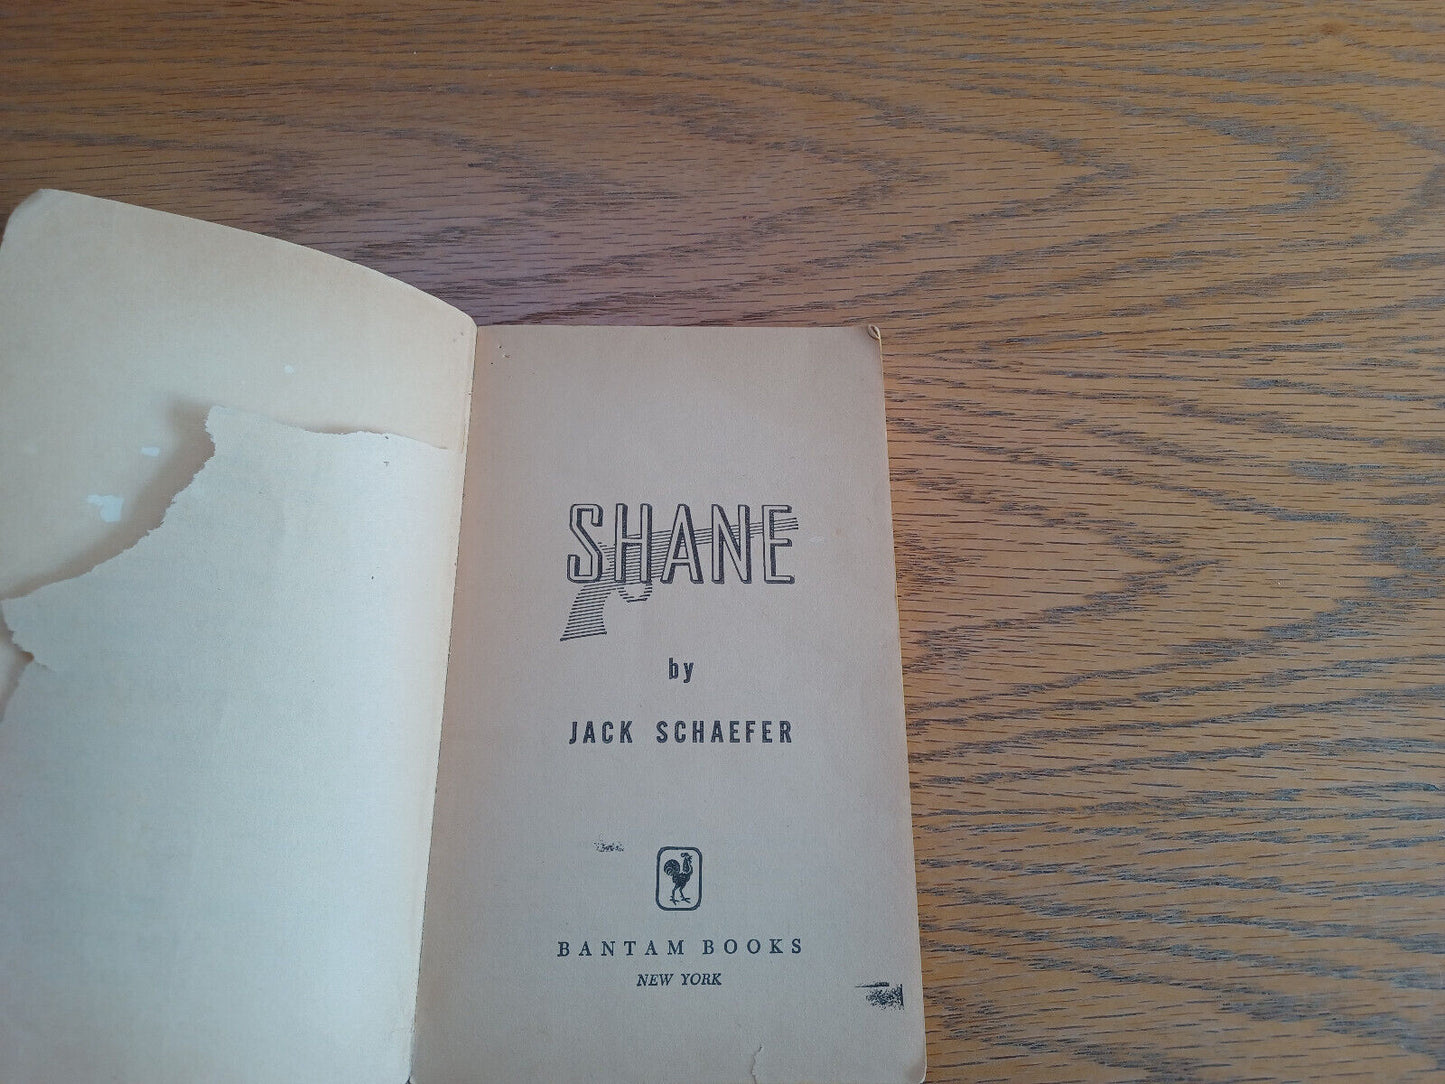 SHANE
by
JACK SCHAEFER
BANTAM BOOKS
NEW YORK